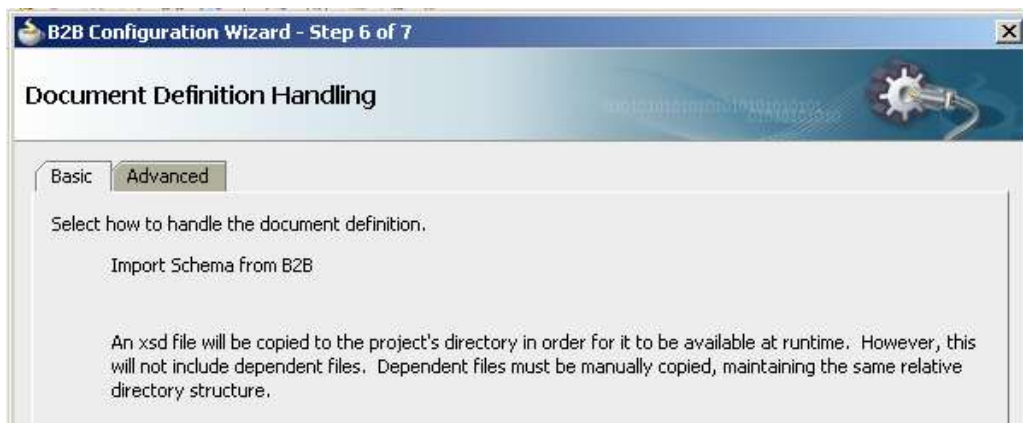 B2B Configuration Wizard - Step 6 of 7
Document Definition Handling
Basic
Advanced
Select how to handle the document definition.
Import Schema from B2B
An xsd file will be copied to the project's directory in order for it to be available at runtime. However, this
will not include dependent files. Dependent files must be manually copied, maintaining the same relative
directory structure.